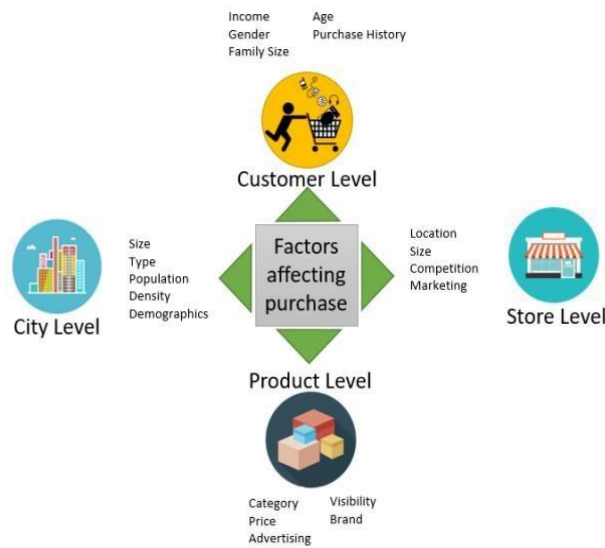 Income
Gender
Family Size
Age
Purchase History
Customer Level
City Level
Size
Type
Population
Density
Demographics
Factors
affecting
purchase
Location
Size
Competition
Marketing
Store Level
Product Level
Category
Price
Advertising
Visibility
Brand